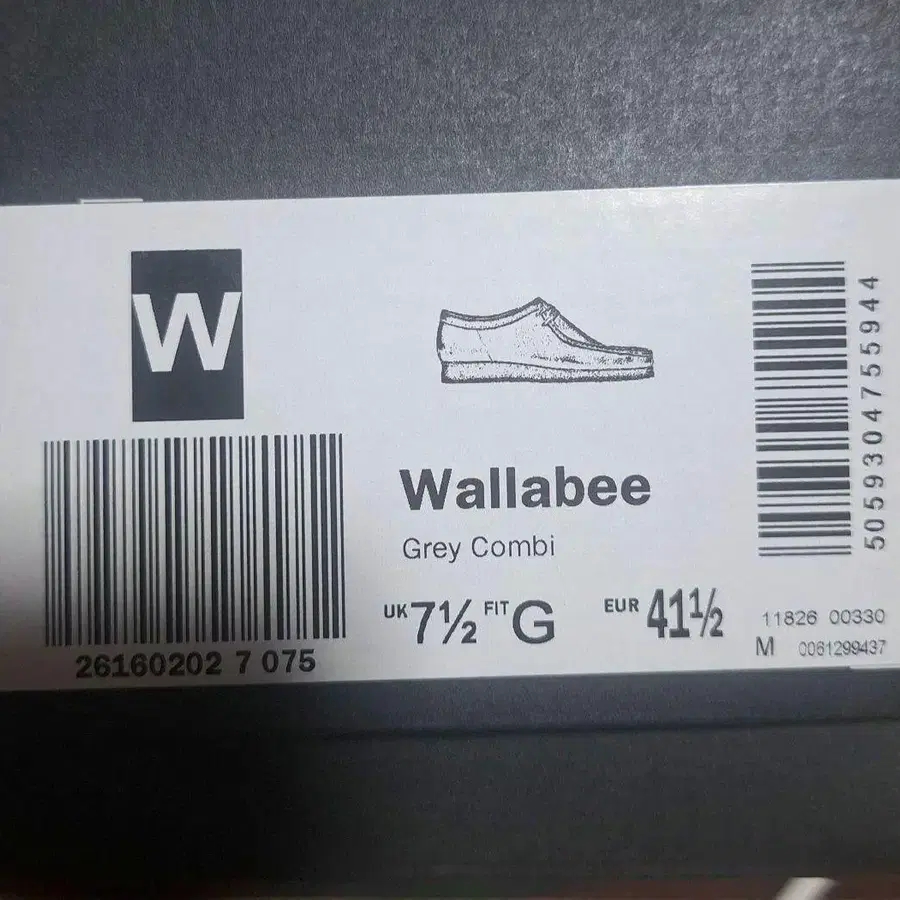 W
26160202 7 075
Wallabee
Grey Combi
UK 7½ FIT G
EUR 41½
5059304755944
11826 00330
M 0061299437